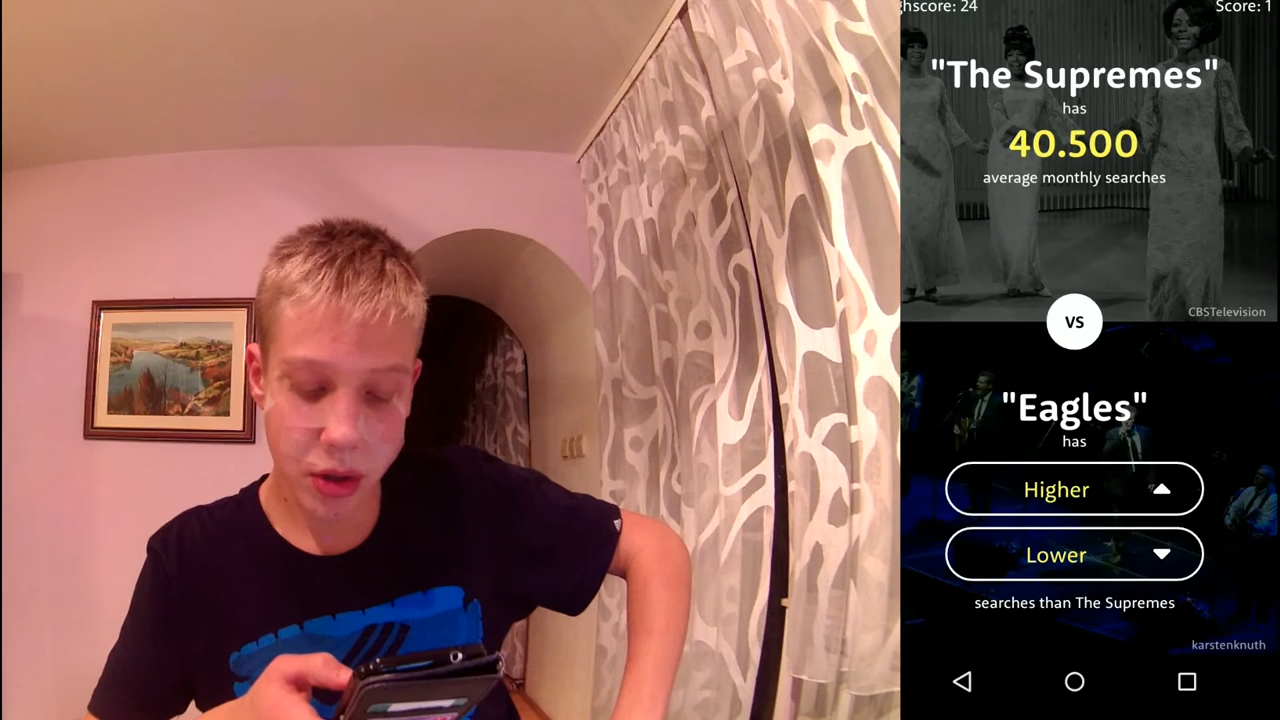 ghscore: 24
Score: 1
"The Supremes"
has
40.500
average monthly searches
CBSTelevision
VS
"Eagles"
has
Higher
Lower
searches than The Supremes
karstenknuth